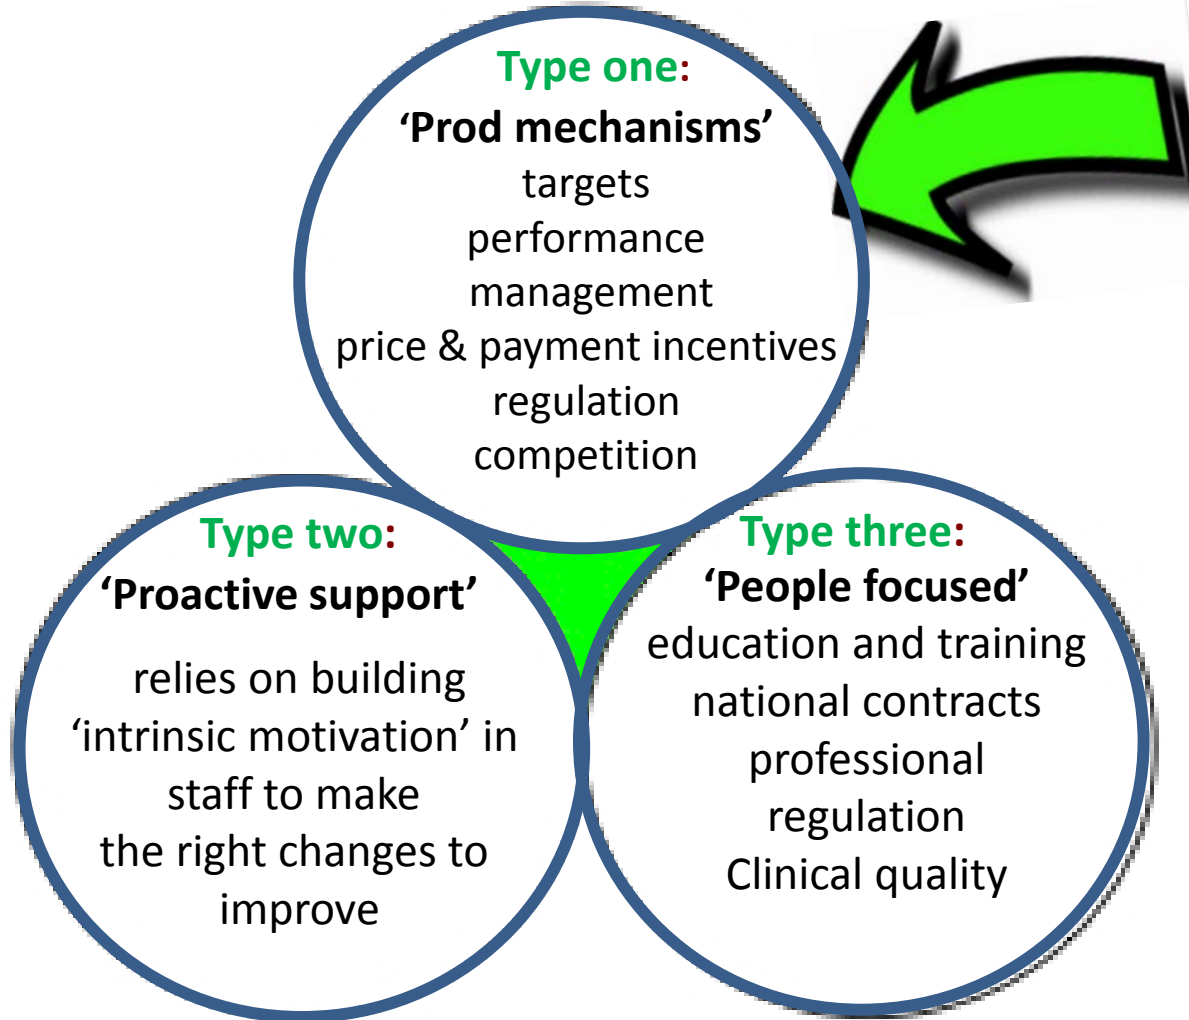 Type one:
‘Prod mechanisms’
targets
performance
management
price & payment incentives
regulation
competition
Type two:
‘Proactive support’
relies on building
‘intrinsic motivation’ in
staff to make
the right changes to
improve
Type three:
‘People focused’
education and training
national contracts
professional
regulation
Clinical quality